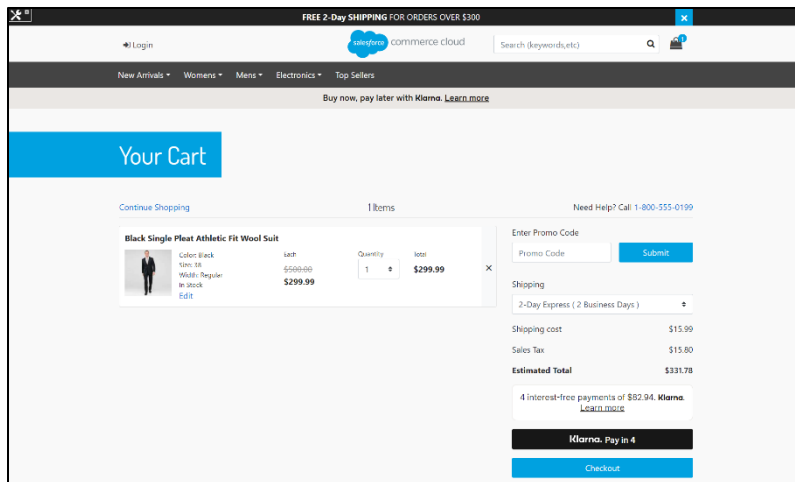 FREE 2-Day SHIPPING FOR ORDERS OVER $300
Login
salesforce commerce cloud
Search (keywords,etc)
1
New Arrivals Womens Mens Electronics Top Sellers
Buy now, pay later with Klarna. Learn more
Your Cart
Continue Shopping
1 Items
Need Help? Call 1-800-555-0199
Black Single Pleat Athletic Fit Wool Suit
Color: Black
Size: 38
Width: Regular
In Stock
Edit
Each
$500.00
$299.99
Quantity
1
Total
$299.99
Enter Promo Code
Promo Code
Submit
Shipping
2-Day Express ( 2 Business Days )
Shipping cost $15.99
Sales Tax $15.80
Estimated Total $331.78
4 interest-free payments of $82.94. Klarna.
Learn more
Klarna. Pay in 4
Checkout